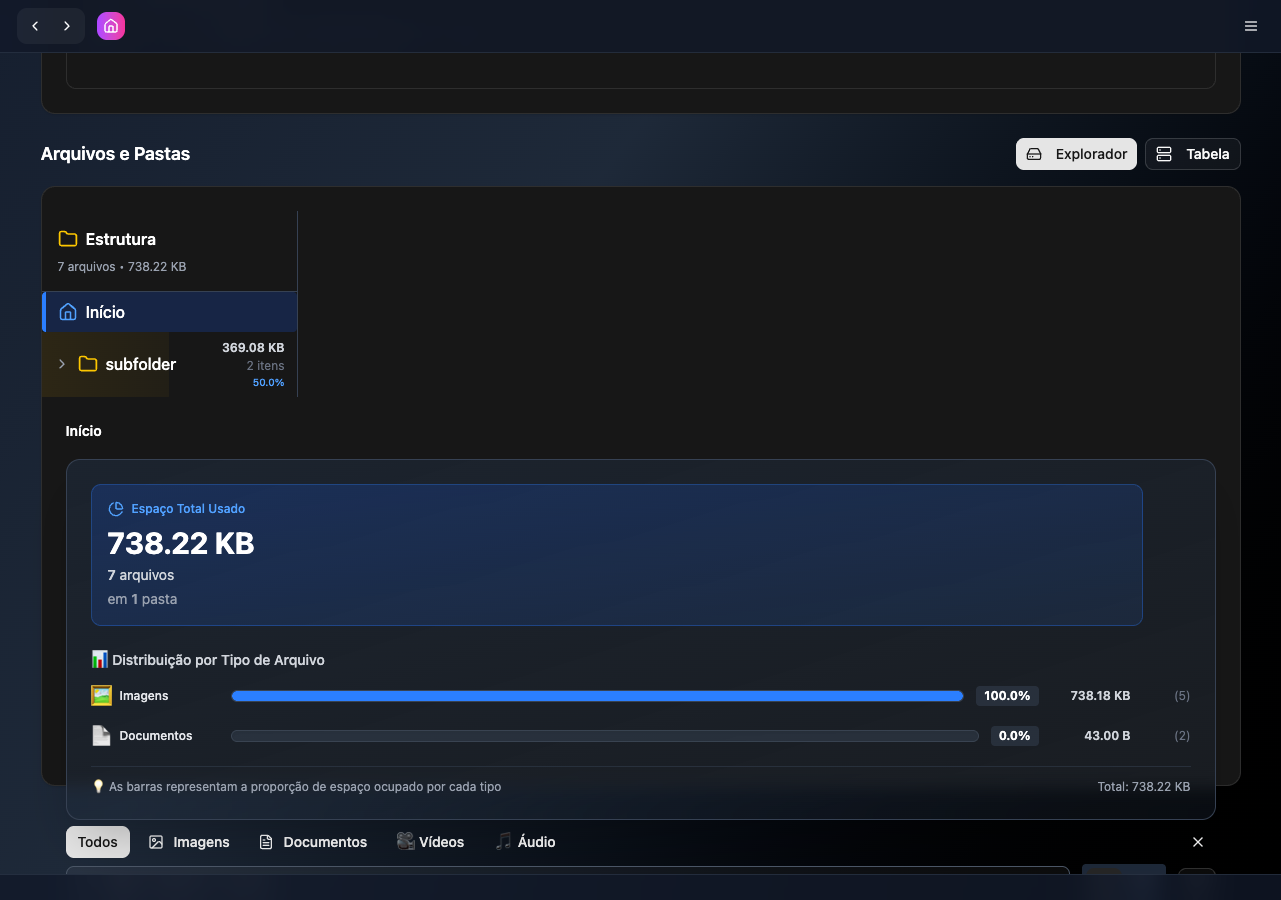 Arquivos e Pastas
Explorador
Tabela
Estrutura
7 arquivos • 738.22 KB
Início
subfolder
369.08 KB
2 itens
50.0%
Início
Espaço Total Usado
738.22 KB
7 arquivos
em 1 pasta
Distribuição por Tipo de Arquivo
Imagens 100.0% 738.18 KB (5)
Documentos 0.0% 43.00 B (2)
As barras representam a proporção de espaço ocupado por cada tipo
Total: 738.22 KB
Todos Imagens Documentos Vídeos Áudio